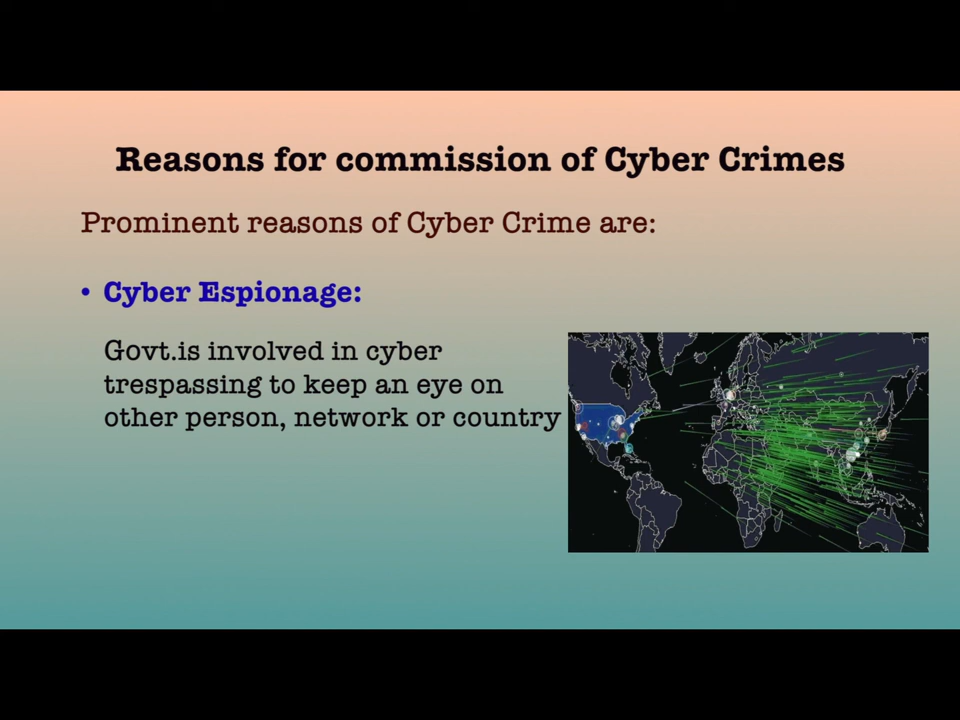 Reasons for commission of Cyber Crimes
Prominent reasons of Cyber Crime are:
• Cyber Espionage:
Govt.is involved in cyber
trespassing to keep an eye on
other person, network or country